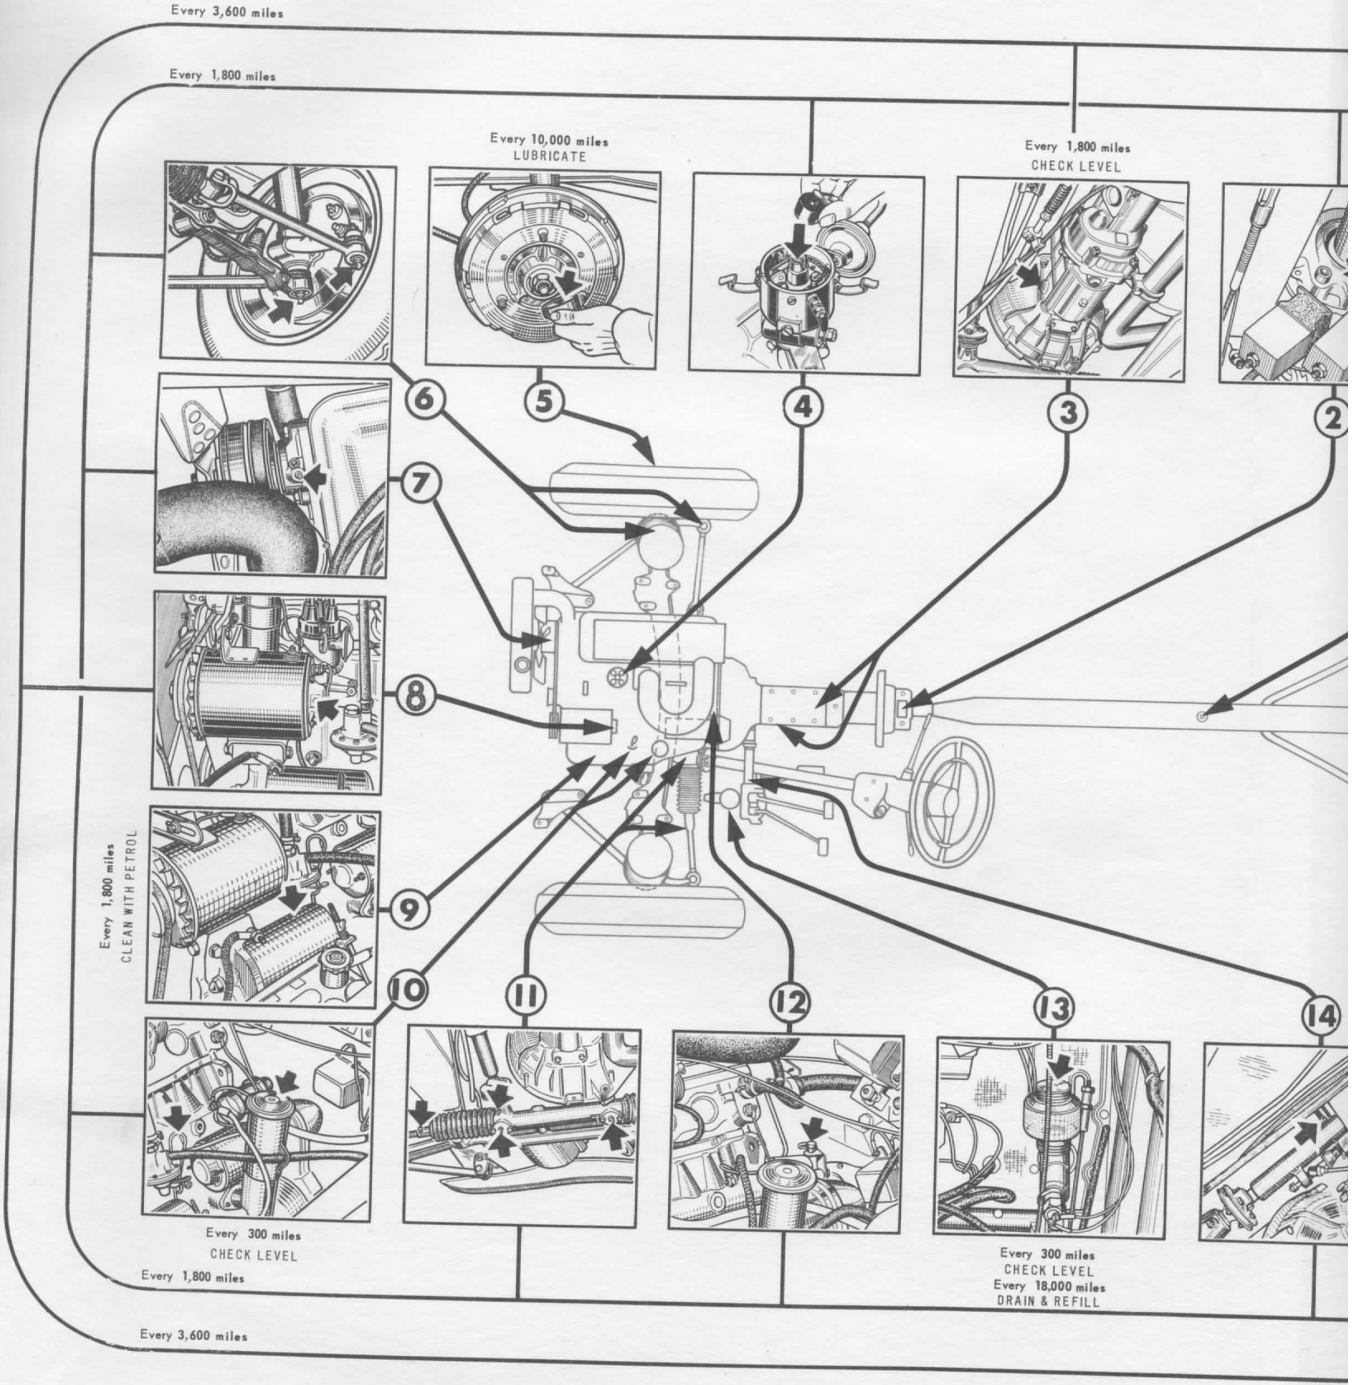 Every 3,600 miles
Every 1,800 miles
Every 10,000 miles
LUBRICATE
Every 1,800 miles
CHECK LEVEL
6
5
4
3
2
7
8
9
10
11
12
13
14
Every 1,800 miles
CLEAN WITH PETROL
Every 300 miles
CHECK LEVEL
Every 300 miles
CHECK LEVEL
Every 18,000 miles
DRAIN & REFILL
Every 1,800 miles
Every 3,600 miles